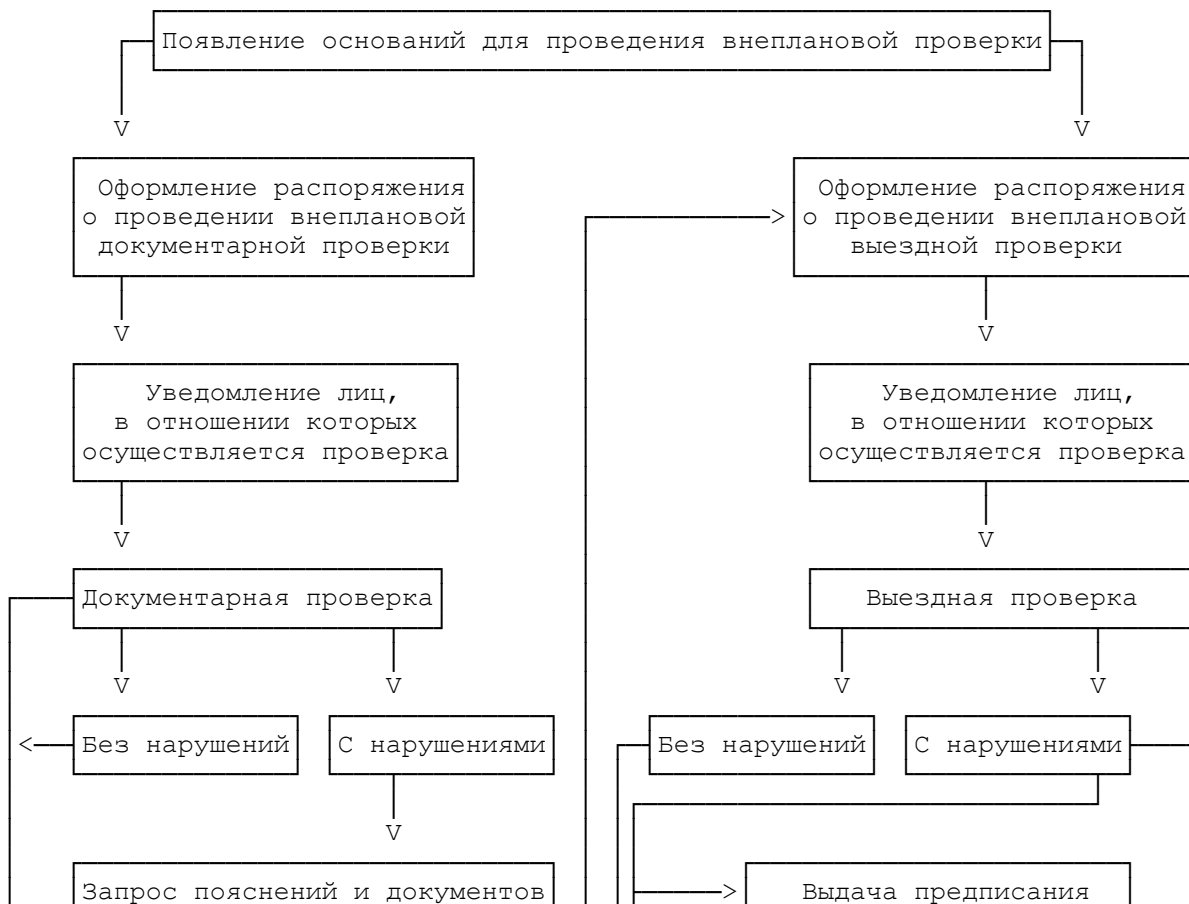 Появление оснований для проведения внеплановой проверки
V
V
Оформление распоряжения
о проведении внеплановой
документарной проверки
>
Оформление распоряжения
о проведении внеплановой
выездной проверки
V
V
Уведомление лиц,
в отношении которых
осуществляется проверка
Уведомление лиц,
в отношении которых
осуществляется проверка
V
V
Документарная проверка
Выездная проверка
V
V
V
V
<
Без нарушений
С нарушениями
Без нарушений
С нарушениями
V
Запрос пояснений и документов
>
Выдача предписания